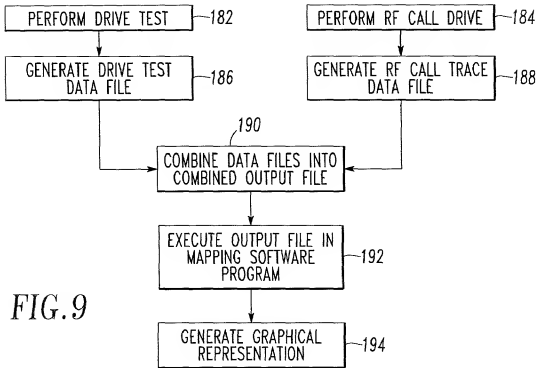 PERFORM DRIVE TEST
182
PERFORM RF CALL DRIVE
184
GENERATE DRIVE TEST
DATA FILE
186
GENERATE RF CALL TRACE
DATA FILE
188
190
COMBINE DATA FILES INTO
COMBINED OUTPUT FILE
EXECUTE OUTPUT FILE IN
MAPPING SOFTWARE
PROGRAM
192
FIG.9
GENERATE GRAPHICAL
REPRESENTATION
194